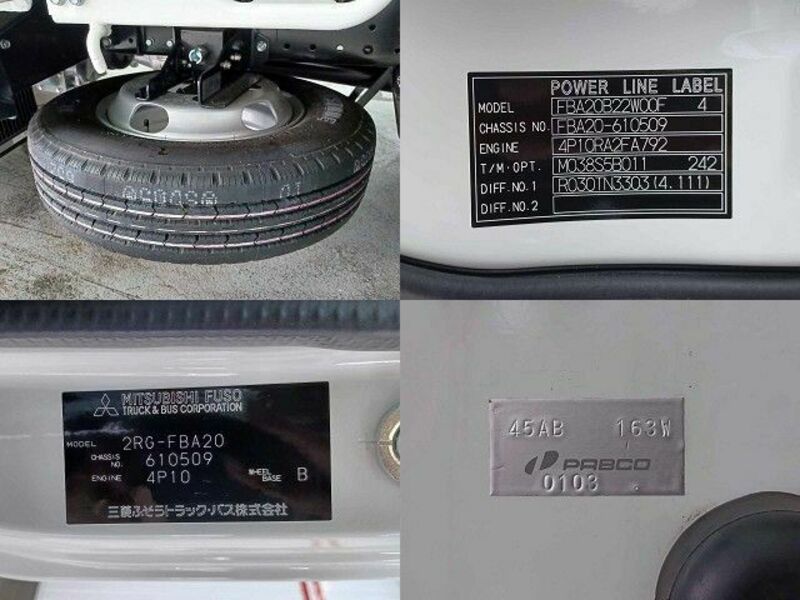 POWER LINE LABEL
MODEL FBA20B22WOOF 4
CHASSIS NO. FBA20-610509
ENGINE 4P10RA2FA792
T/M·OPT. M038S5B011 242
DIFF.NO.1 R030TN3303(4.111)
DIFF.NO.2
MITSUBISHI FUSO
TRUCK & BUS CORPORATION
MODEL 2RG-FBA20
CHASSIS NO. 610509
ENGINE 4P10 WHEEL BASE B
三菱ふそうトラック・バス株式会社
45AB 163W
PABCO
0103